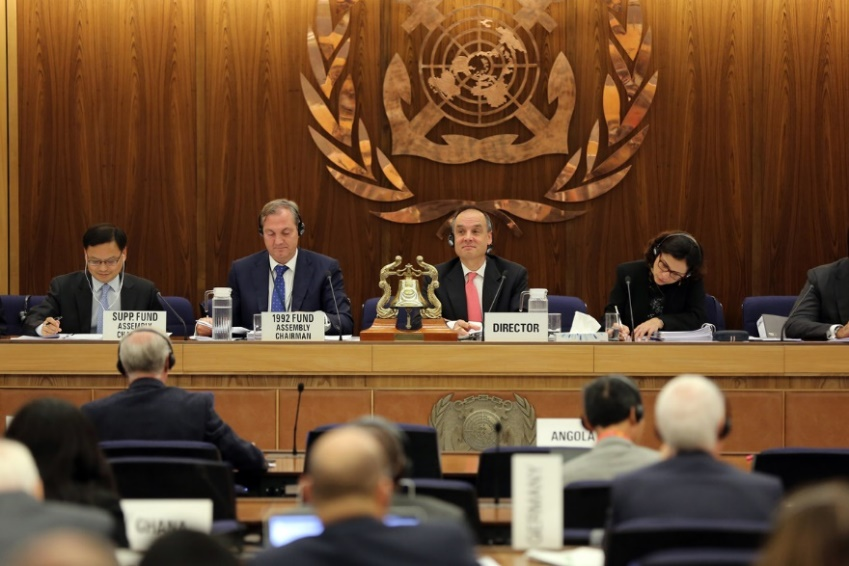 SUPP FUND
ASSEMBLY
1992 FUND
ASSEMBLY
CHAIRMAN
DIRECTOR
ANGOLA
GERMANY
GHANA